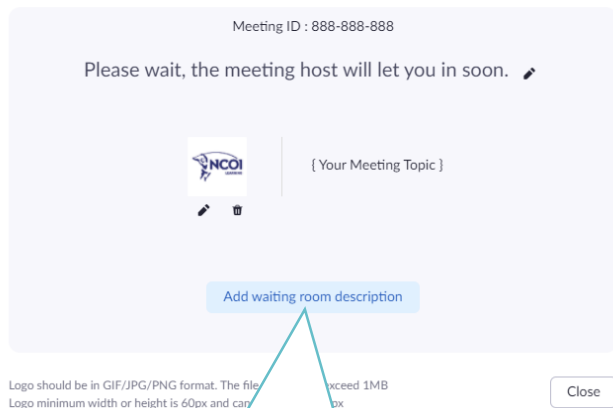 Meeting ID : 888-888-888
Please wait, the meeting host will let you in soon.
NCOI
{ Your Meeting Topic }
Add waiting room description
Logo should be in GIF/JPG/PNG format. The file xceed 1MB
Logo minimum width or height is 60px and can px
Close